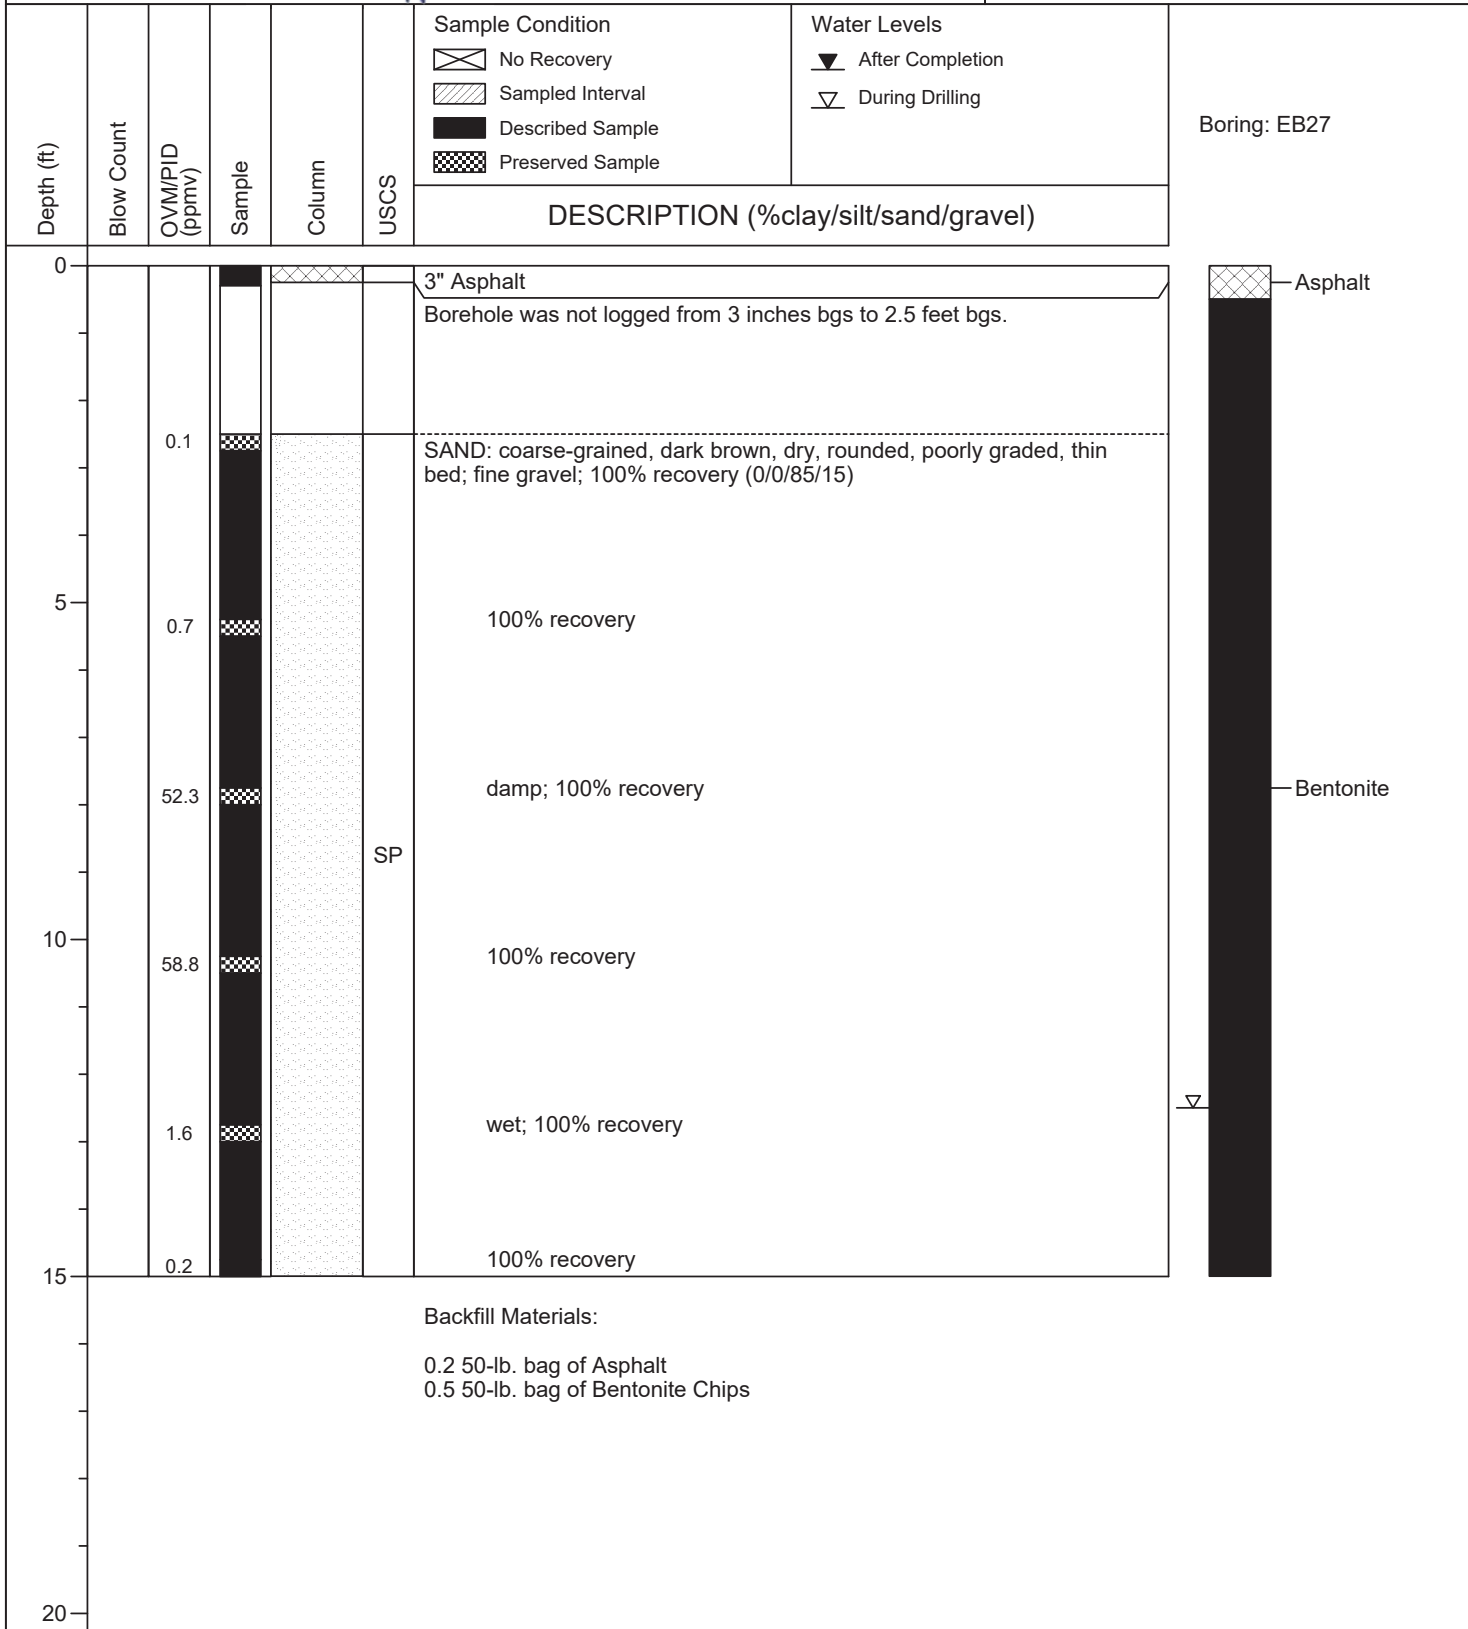 Sample Condition
No Recovery
Sampled Interval
Described Sample
Preserved Sample
Water Levels
After Completion
During Drilling
Boring: EB27
Depth (ft)
Blow Count
OVM/PID
(ppmv)
Sample
Column
USCS
DESCRIPTION (%clay/silt/sand/gravel)
0
3" Asphalt
Asphalt
Borehole was not logged from 3 inches bgs to 2.5 feet bgs.
0.1
SAND: coarse-grained, dark brown, dry, rounded, poorly graded, thin
bed; fine gravel; 100% recovery (0/0/85/15)
5
0.7
100% recovery
52.3
damp; 100% recovery
Bentonite
SP
10
58.8
100% recovery
1.6
wet; 100% recovery
0.2
100% recovery
15
Backfill Materials:
0.2 50-lb. bag of Asphalt
0.5 50-lb. bag of Bentonite Chips
20